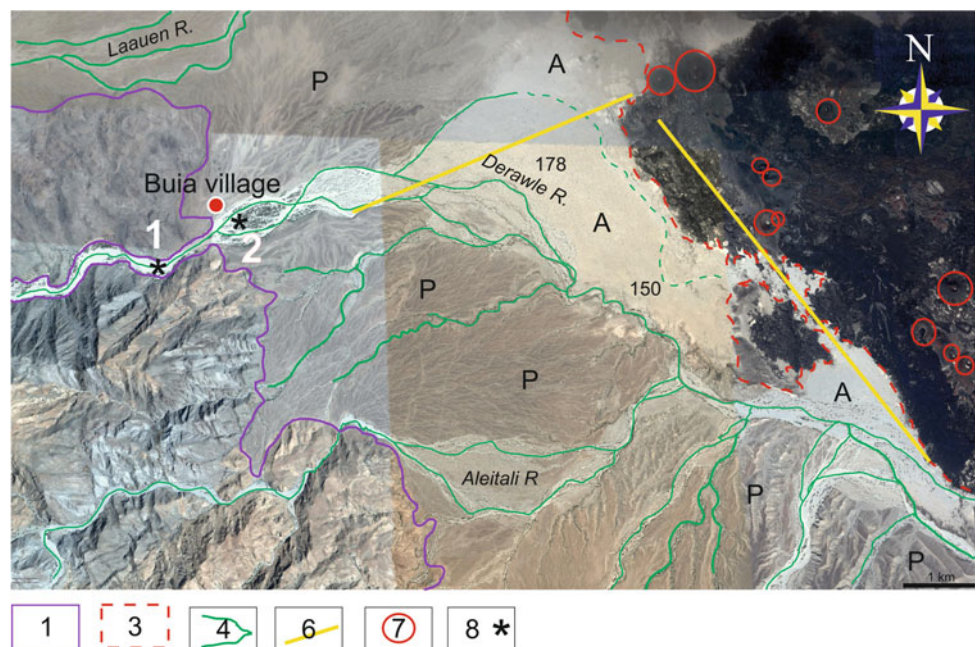 Laauen R.
P
A
N
Derawle R.
178
Buia village
1
2
A
P
150
P
A
Aleitali R
P
P
1 km
1
3
4
6
7
8 *